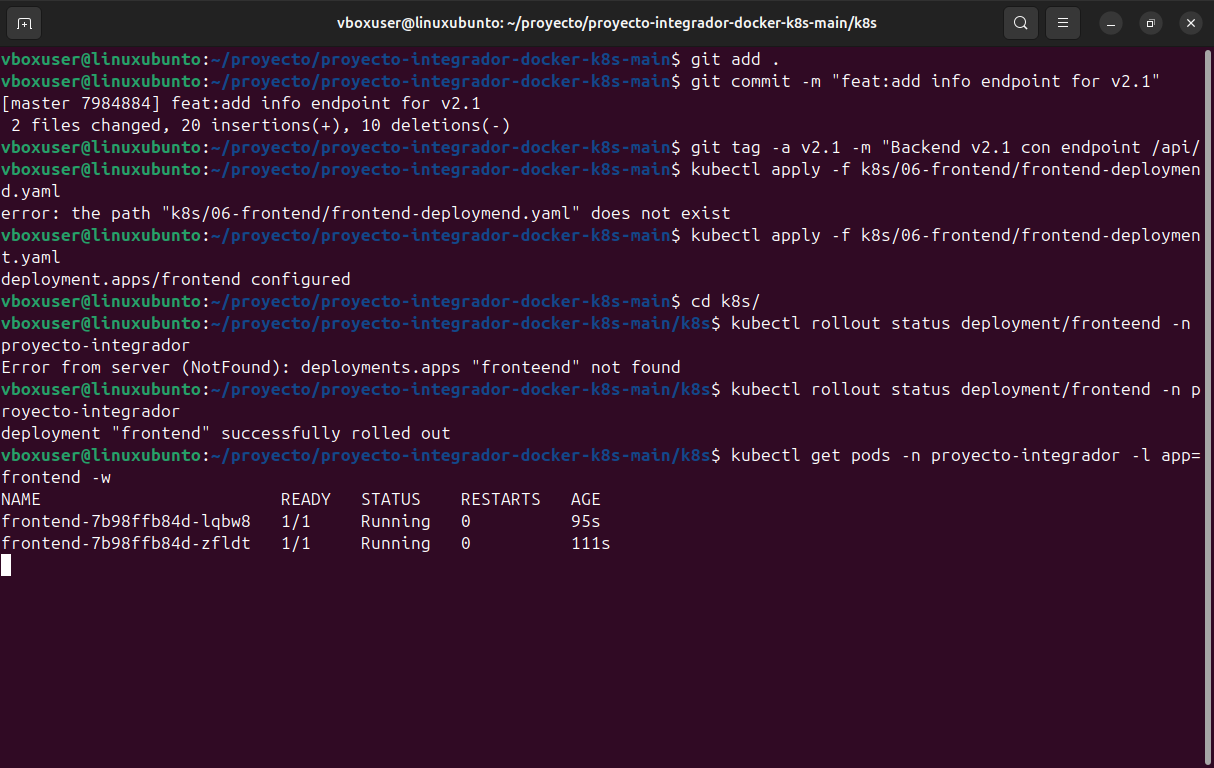 vboxuser@linuxubunto: ~/proyecto/proyecto-integrador-docker-k8s-main/k8s
vboxuser@linuxubunto:~/proyecto/proyecto-integrador-docker-k8s-main$ git add .
vboxuser@linuxubunto:~/proyecto/proyecto-integrador-docker-k8s-main$ git commit -m "feat:add info endpoint for v2.1"
[master 7984884] feat:add info endpoint for v2.1
 2 files changed, 20 insertions(+), 10 deletions(-)
vboxuser@linuxubunto:~/proyecto/proyecto-integrador-docker-k8s-main$ git tag -a v2.1 -m "Backend v2.1 con endpoint /api/
vboxuser@linuxubunto:~/proyecto/proyecto-integrador-docker-k8s-main$ kubectl apply -f k8s/06-frontend/frontend-deploymen
d.yaml
error: the path "k8s/06-frontend/frontend-deploymend.yaml" does not exist
vboxuser@linuxubunto:~/proyecto/proyecto-integrador-docker-k8s-main$ kubectl apply -f k8s/06-frontend/frontend-deploymen
t.yaml
deployment.apps/frontend configured
vboxuser@linuxubunto:~/proyecto/proyecto-integrador-docker-k8s-main$ cd k8s/
vboxuser@linuxubunto:~/proyecto/proyecto-integrador-docker-k8s-main/k8s$ kubectl rollout status deployment/fronteend -n
proyecto-integrador
Error from server (NotFound): deployments.apps "fronteend" not found
vboxuser@linuxubunto:~/proyecto/proyecto-integrador-docker-k8s-main/k8s$ kubectl rollout status deployment/frontend -n p
royecto-integrador
deployment "frontend" successfully rolled out
vboxuser@linuxubunto:~/proyecto/proyecto-integrador-docker-k8s-main/k8s$ kubectl get pods -n proyecto-integrador -l app=
frontend -w
NAME                        READY   STATUS    RESTARTS   AGE
frontend-7b98ffb84d-lqbw8   1/1     Running   0          95s
frontend-7b98ffb84d-zfldt   1/1     Running   0          111s